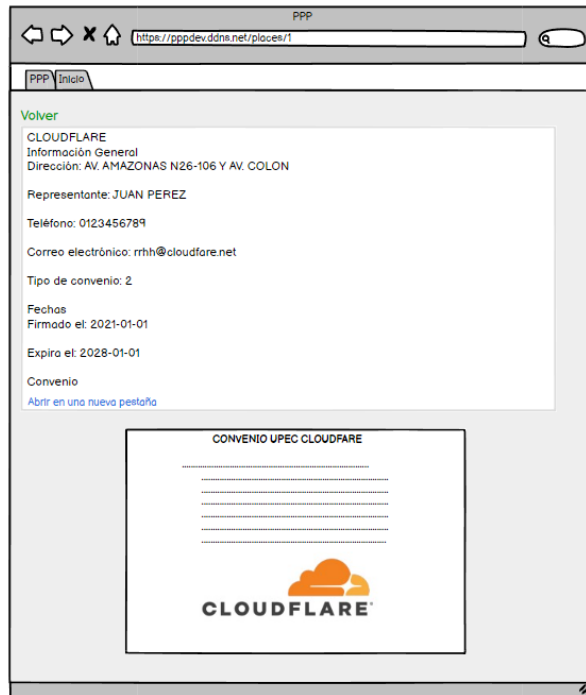 PPP
https://pppdev.ddns.net/places/1
PPP Inicio
Volver
CLOUDFLARE
Información General
Dirección: AV. AMAZONAS N26-106 Y AV. COLON
Representante: JUAN PEREZ
Teléfono: 0123456789
Correo electrónico: rrhh@cloudfare.net
Tipo de convenio: 2
Fechas
Firmado el: 2021-01-01
Expira el: 2028-01-01
Convenio
Abrir en una nueva pestaña
CONVENIO UPEC CLOUDFARE
CLOUDFLARE